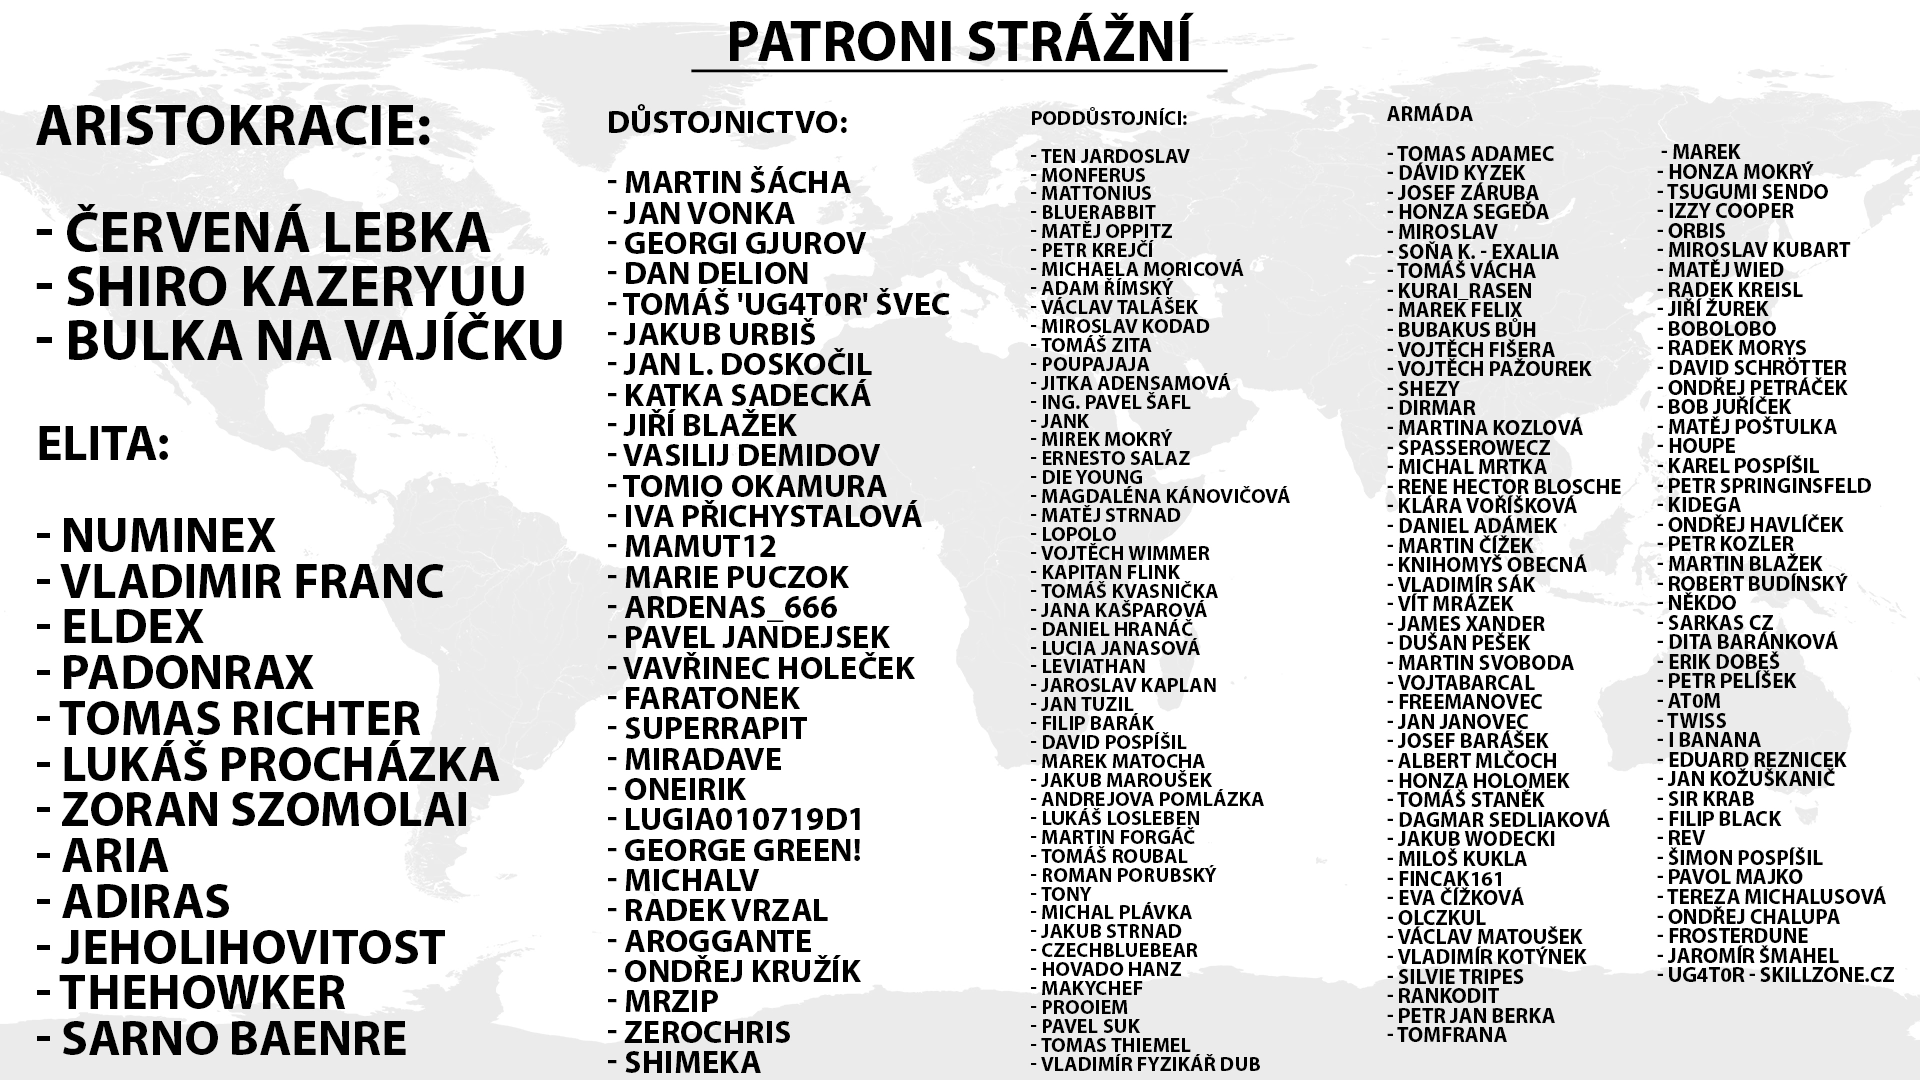 PATRONI STRÁŽNÍ
ARISTOKRACIE:
- ČERVENÁ LEBKA
- SHIRO KAZERYUU
- BULKA NA VAJÍČKU
ELITA:
- NUMINEX
- VLADIMIR FRANC
- ELDEX
- PADONRAX
- TOMAS RICHTER
- LUKÁŠ PROCHÁZKA
- ZORAN SZOMOLAI
- ARIA
- ADIRAS
- JEHOLIHOVITOST
- THEHOWKER
- SARNO BAENRE
DŮSTOJNICTVO:
- MARTIN ŠÁCHA
- JAN VONKA
- GEORGI GJUROV
- DAN DELION
- TOMÁŠ 'UG4T0R' ŠVEC
- JAKUB URBIŠ
- JAN L. DOSKOČIL
- KATKA SADECKÁ
- JIŘÍ BLAŽEK
- VASILIJ DEMIDOV
- TOMIO OKAMURA
- IVA PŘICHYSTALOVÁ
- MAMUT12
- MARIE PUCZOK
- ARDENAS_666
- PAVEL JANDEJSEK
- VAVŘINEC HOLEČEK
- FARATONEK
- SUPERRAPIT
- MIRADAVE
- ONEIRIK
- LUGIA010719D1
- GEORGE GREEN!
- MICHALV
- RADEK VRZAL
- AROGGANTE
- ONDŘEJ KRUŽÍK
- MRZIP
- ZEROCHRIS
- SHIMEKA
PODDŮSTOJNÍCI:
- TEN JARDOSLAV
- MONFERUS
- MATTONIUS
- BLUERABBIT
- MATĚJ OPPITZ
- PETR KREJČÍ
- MICHAELA MORICOVÁ
- ADAM ŘÍMSKÝ
- VÁCLAV TALÁŠEK
- MIROSLAV KODAD
- TOMÁŠ ZITA
- POUPAJAJA
- JITKA ADENSAMOVÁ
- ING. PAVEL ŠAFL
- JANK
- MIREK MOKRÝ
- ERNESTO SALAZ
- DIE YOUNG
- MAGDALÉNA KÁNOVIČOVÁ
- MATĚJ STRNAD
- LOPOLO
- VOJTĚCH WIMMER
- KAPITAN FLINK
- TOMÁŠ KVASNIČKA
- JANA KAŠPAROVÁ
- DANIEL HRANÁČ
- LUCIA JANASOVÁ
- LEVIATHAN
- JAROSLAV KAPLAN
- JAN TUZIL
- FILIP BARÁK
- DAVID POSPÍŠIL
- MAREK MATOCHA
- JAKUB MAROUŠEK
- ANDREJOVA POMLÁZKA
- LUKÁŠ LOSLEBEN
- MARTIN FORGÁČ
- TOMÁŠ ROUBAL
- ROMAN PORUBSKÝ
- TONY
- MICHAL PLÁVKA
- JAKUB STRNAD
- CZECHBLUEBEAR
- HOVADO HANZ
- MAKYCHEF
- PROOIEM
- PAVEL SUK
- TOMAS THIEMEL
- VLADIMÍR FYZIKÁŘ DUB
ARMÁDA
- TOMAS ADAMEC
- DÁVID KYZEK
- JOSEF ZÁRUBA
- HONZA SEGEĎA
- MIROSLAV
- SOŇA K. - EXALIA
- TOMÁŠ VÁCHA
- KURAI_RASEN
- MAREK FELIX
- BUBAKUS BŮH
- VOJTĚCH FIŠERA
- VOJTĚCH PAŽOUREK
- SHEZY
- DIRMAR
- MARTINA KOZLOVÁ
- SPASSEROWECZ
- MICHAL MRTKA
- RENE HECTOR BLOSCHE
- KLÁRA VOŘÍŠKOVÁ
- DANIEL ADÁMEK
- MARTIN ČÍŽEK
- KNIHOMYŠ OBECNÁ
- VLADIMÍR SÁK
- VÍT MRÁZEK
- JAMES XANDER
- DUŠAN PEŠEK
- MARTIN SVOBODA
- VOJTABARCAL
- FREEMANOVEC
- JAN JANOVEC
- JOSEF BARÁŠEK
- ALBERT MLČOCH
- HONZA HOLOMEK
- TOMÁŠ STANĚK
- DAGMAR SEDLIAKOVÁ
- JAKUB WODECKI
- MILOŠ KUKLA
- FINCAK161
- EVA ČÍŽKOVÁ
- OLCZKUL
- VÁCLAV MATOUŠEK
- VLADIMÍR KOTÝNEK
- SILVIE TRIPES
- RANKODIT
- PETR JAN BERKA
- TOMFRANA
- MAREK
- HONZA MOKRÝ
- TSUGUMI SENDO
- IZZY COOPER
- ORBIS
- MIROSLAV KUBART
- MATĚJ WIED
- RADEK KREISL
- JIŘÍ ŽUREK
- BOBOLOBO
- RADEK MORYS
- DAVID SCHRÖTTER
- ONDŘEJ PETRÁČEK
- BOB JUŘÍČEK
- MATĚJ POŠTULKA
- HOUPE
- KAREL POSPÍŠIL
- PETR SPRINGINSFELD
- KIDEGA
- ONDŘEJ HAVLÍČEK
- PETR KOZLER
- MARTIN BLAŽEK
- ROBERT BUDÍNSKÝ
- NĚKDO
- SARKAS CZ
- DITA BARÁNKOVÁ
- ERIK DOBEŠ
- PETR PELÍŠEK
- AT0M
- TWISS
- I BANANA
- EDUARD REZNICEK
- JAN KOŽUŠKANIČ
- SIR KRAB
- FILIP BLACK
- REV
- ŠIMON POSPÍŠIL
- PAVOL MAJKO
- TEREZA MICHALUSOVÁ
- ONDŘEJ CHALUPA
- FROSTERDUNE
- JAROMÍR ŠMAHEL
- UG4T0R - SKILLZONE.CZ